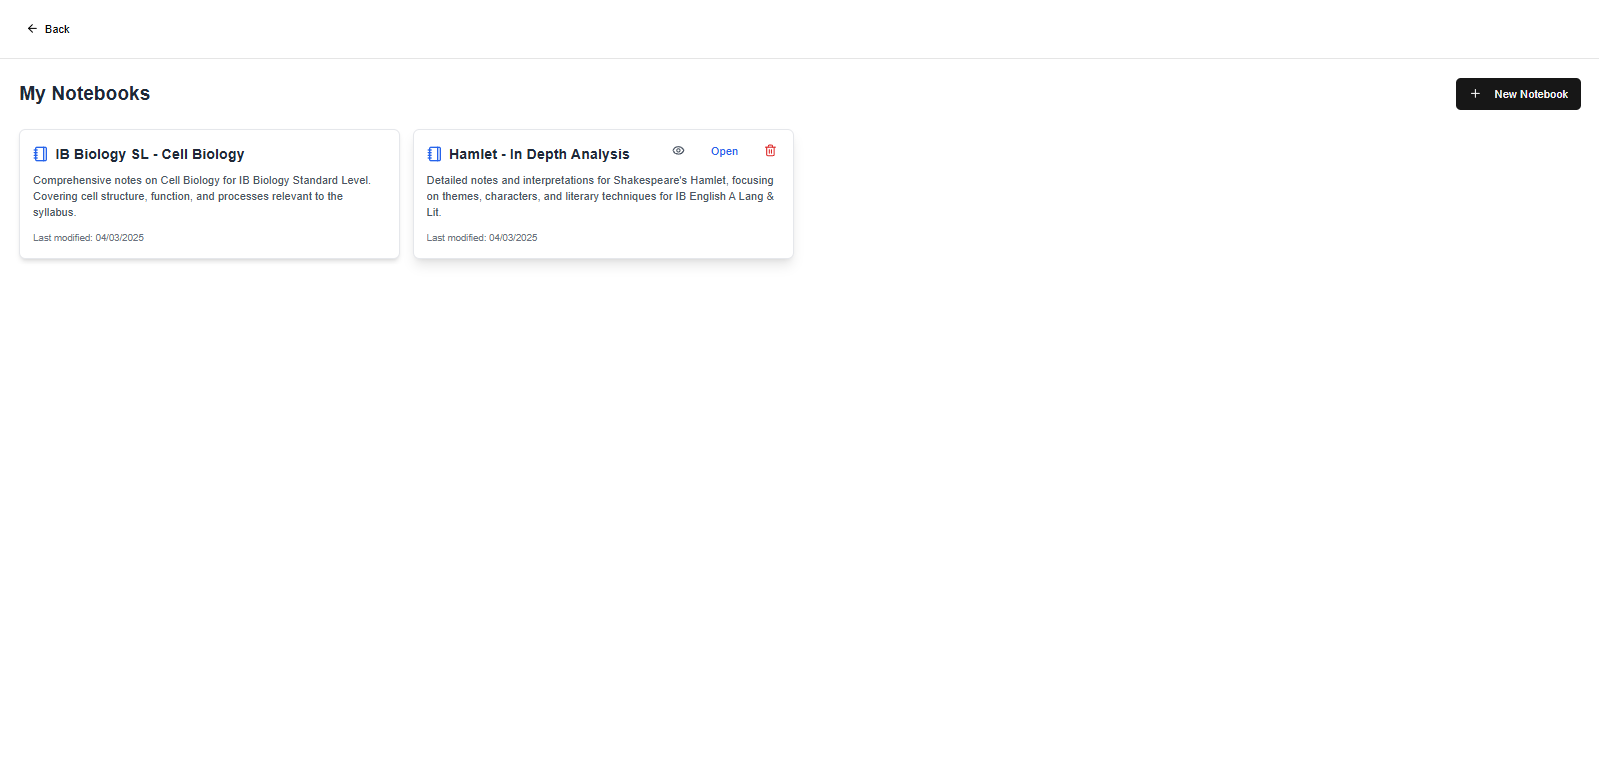 Back
My Notebooks
New Notebook
IB Biology SL - Cell Biology
Comprehensive notes on Cell Biology for IB Biology Standard Level.
Covering cell structure, function, and processes relevant to the
syllabus.
Last modified: 04/03/2025
Hamlet - In Depth Analysis
Open
Detailed notes and interpretations for Shakespeare's Hamlet, focusing
on themes, characters, and literary techniques for IB English A Lang &
Lit.
Last modified: 04/03/2025